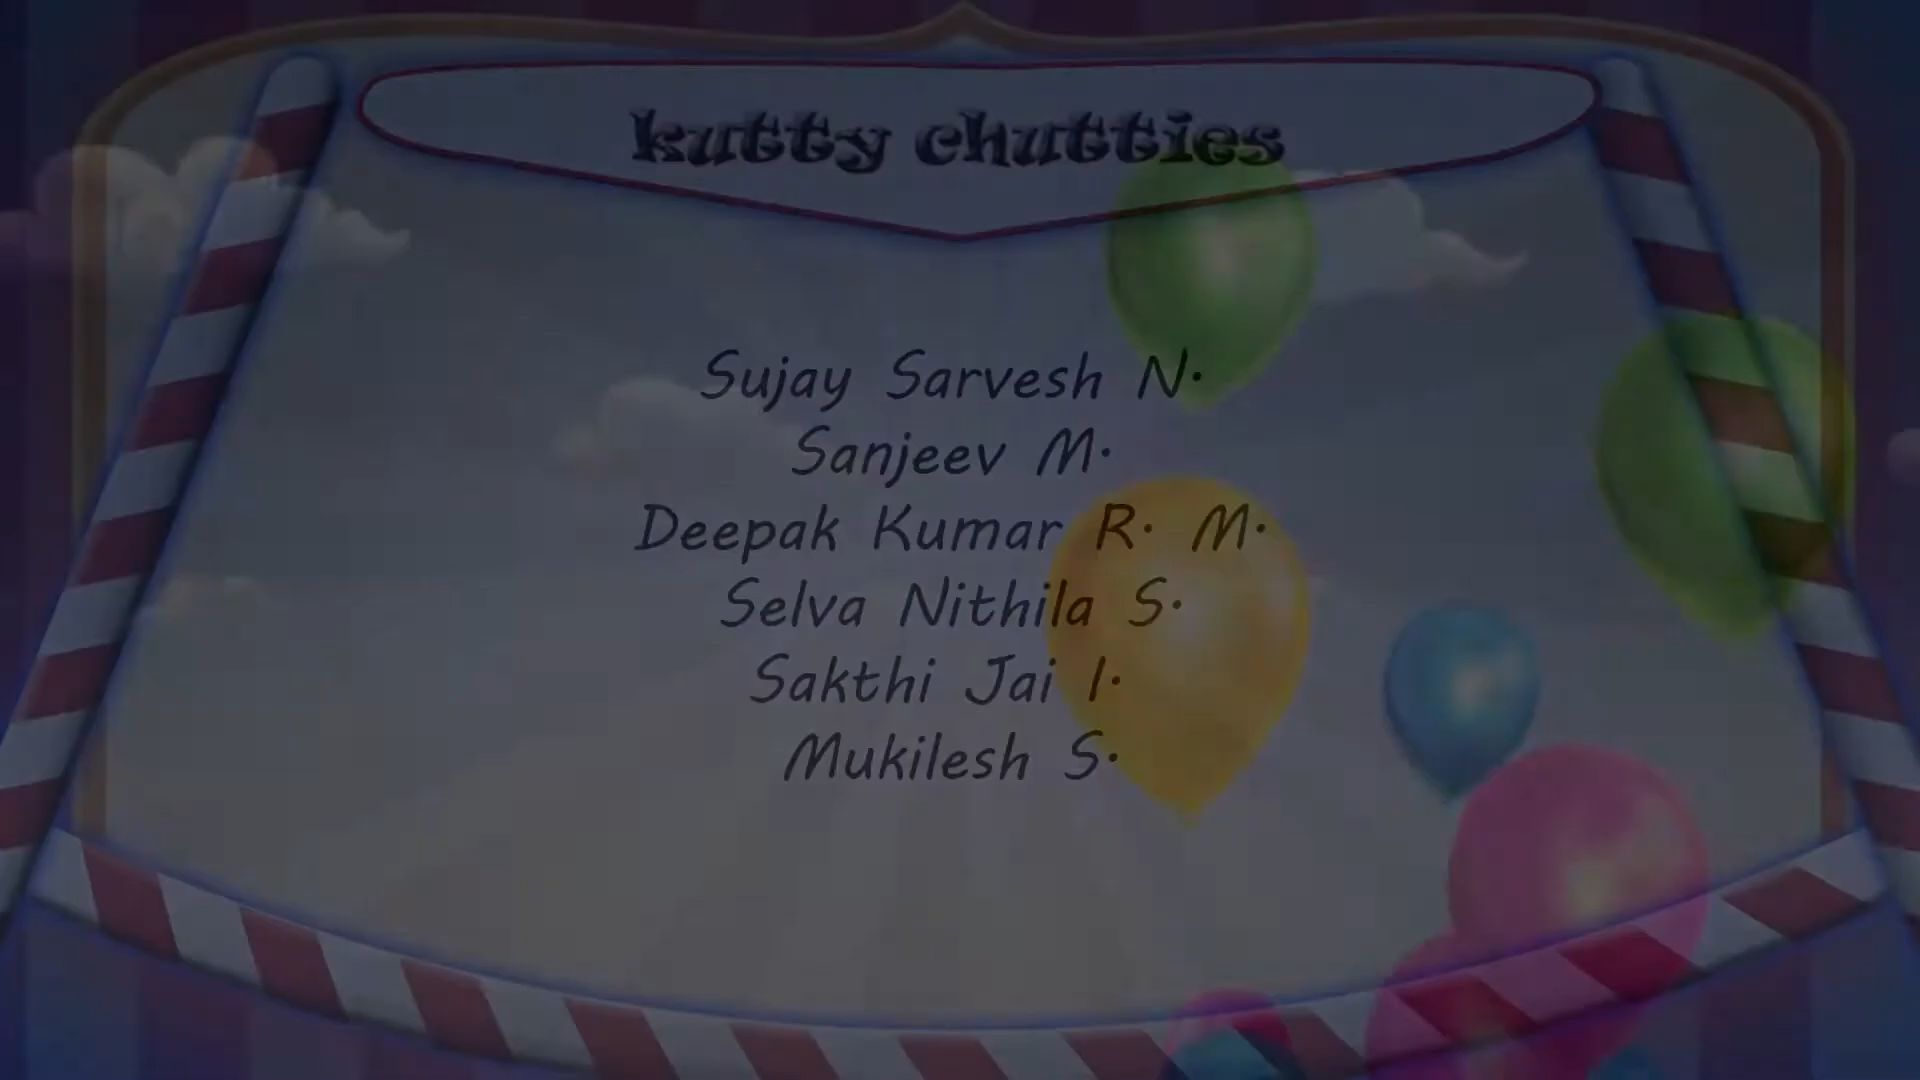 kutty chutties
Sujay Sarvesh N.
Sanjeev M.
Deepak Kumar R. M.
Selva Nithila S.
Sakthi Jai I.
Mukilesh S.